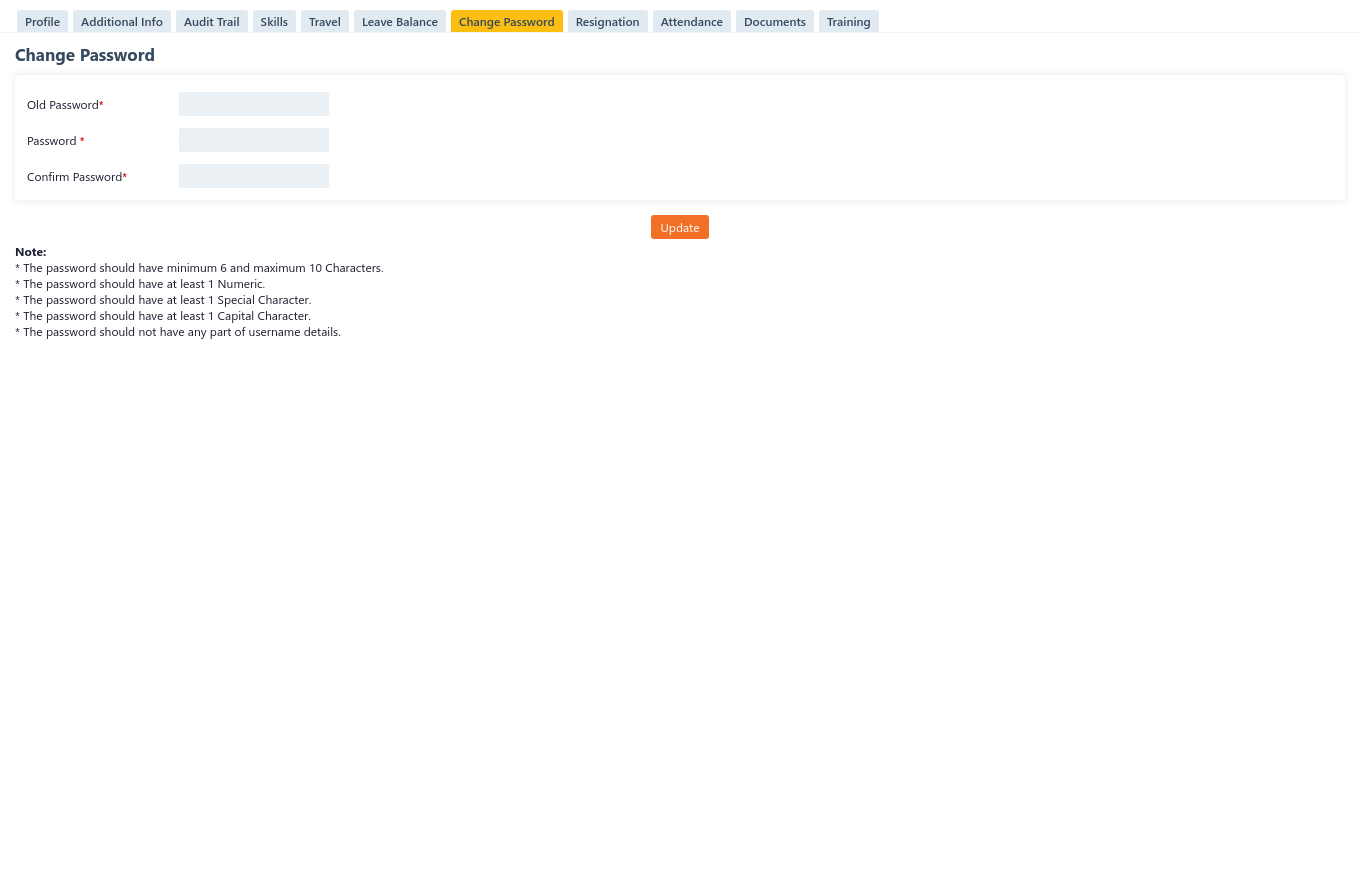 Profile Additional Info Audit Trail Skills Travel Leave Balance Change Password Resignation Attendance Documents Training
Change Password
Old Password*
Password *
Confirm Password*
Update
Note:
* The password should have minimum 6 and maximum 10 Characters.
* The password should have at least 1 Numeric.
* The password should have at least 1 Special Character.
* The password should have at least 1 Capital Character.
* The password should not have any part of username details.